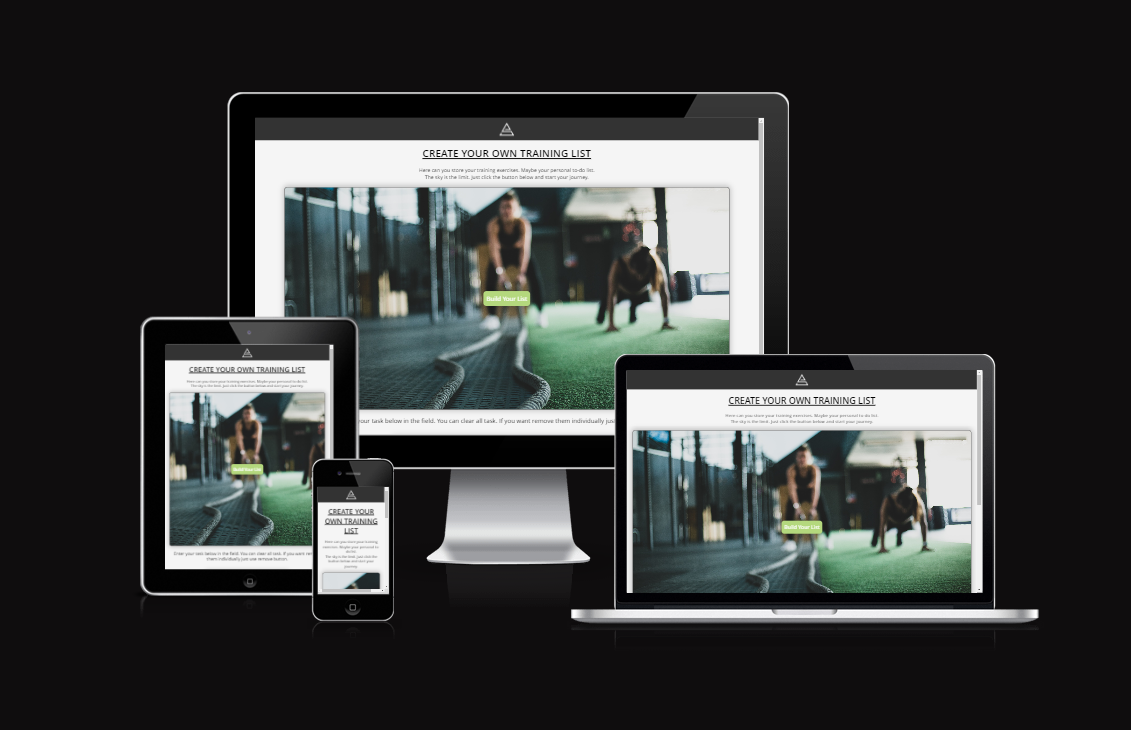 CREATE YOUR OWN TRAINING LIST
Here can you store your training exercises. Maybe your personal to-do list.
The sky is the limit. Just click the button below and start your journey.
Build Your List
your task below in the field. You can clear all task. If you want remove them individually jus
CREATE YOUR OWN TRAINING LIST
Here can you store your training exercises. Maybe your personal to-do list.
The sky is the limit. Just click the button below and start your journey.
Build Your List
Enter your task below in the field. You can clear all task. If you want rem
them individually just use remove button.
CREATE YOUR
OWN TRAINING
LIST
Here can you store your training
exercises. Maybe your personal to-
do list.
The sky is the limit. Just click the
button below and start your
journey.
CREATE YOUR OWN TRAINING LIST
Here can you store your training exercises. Maybe your personal to-do list.
The sky is the limit. Just click the button below and start your journey.
Build Your List